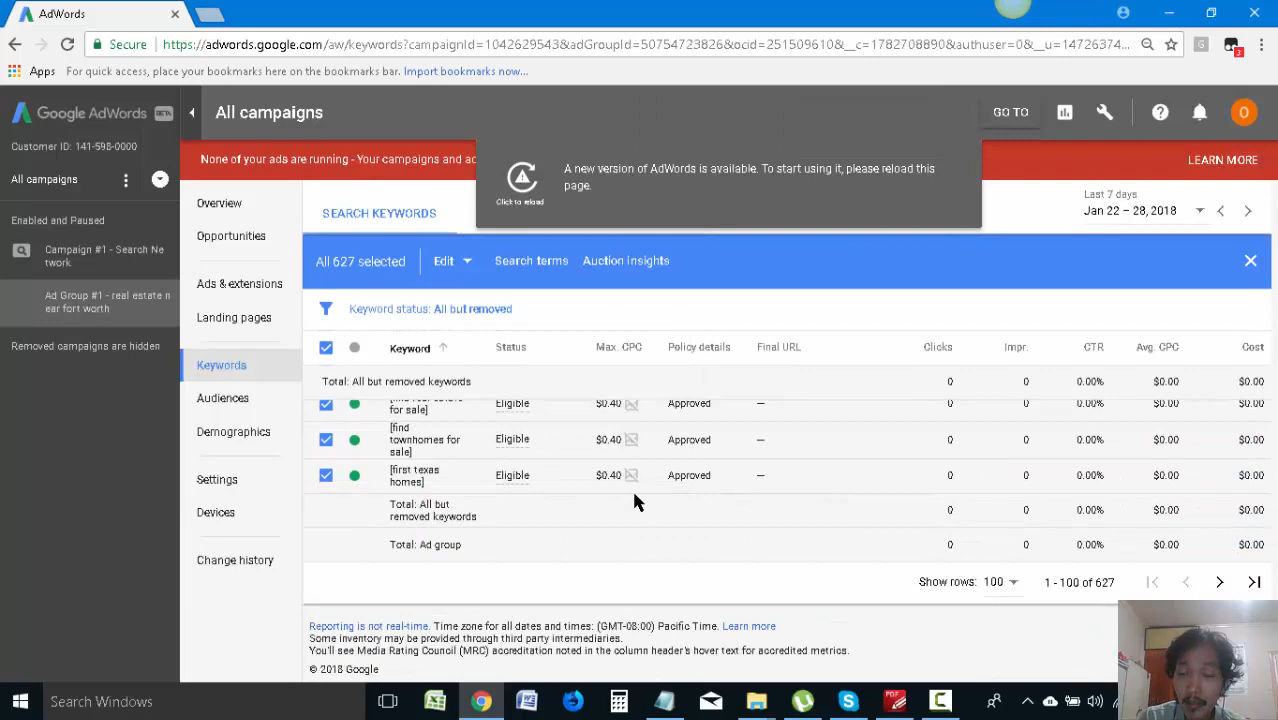 AdWords
Secure
https://adwords.google.com/aw/keywords?campaignId=1042629543&adGroupId=50754723826&ocid=251509610&__c=1782708890&authuser=0&__u=14726374...
G
3
Apps
For quick access, place your bookmarks here on the bookmarks bar. Import bookmarks now...
Google AdWords BETA
All campaigns
GO TO
O
Customer ID: 141-598-0000
None of your ads are running - Your campaigns and ad
LEARN MORE
A new version of AdWords is available. To start using it, please reload this
page.
Click to reload
All campaigns
Enabled and Paused
Campaign #1 - Search Ne
twork
Ad Group #1 - real estate n
ear fort worth
Removed campaigns are hidden
Overview
Opportunities
Ads & extensions
Landing pages
Keywords
Audiences
Demographics
Settings
Devices
Change history
SEARCH KEYWORDS
Last 7 days
Jan 22 – 28, 2018
All 627 selected
Edit
Search terms
Auction insights
Keyword status: All but removed
Keyword Status Max. CPC Policy details Final URL Clicks Impr. CTR Avg. CPC Cost
Total: All but removed keywords 0 0 0.00% $0.00 $0.00
[find real estate
for sale] Eligible $0.40 Approved — 0 0 0.00% $0.00 $0.00
[find
townhomes for
sale] Eligible $0.40 Approved — 0 0 0.00% $0.00 $0.00
[first texas
homes] Eligible $0.40 Approved — 0 0 0.00% $0.00 $0.00
Total: All but
removed keywords 0 0 0.00% $0.00 $0.00
Total: Ad group 0 0 0.00% $0.00 $0.00
Show rows: 100
1 - 100 of 627
Reporting is not real-time. Time zone for all dates and times: (GMT-08:00) Pacific Time. Learn more
Some inventory may be provided through third party intermediaries.
You'll see Media Rating Council (MRC) accreditation noted in the column header's hover text for accredited metrics.
© 2018 Google
Search Windows
PDF